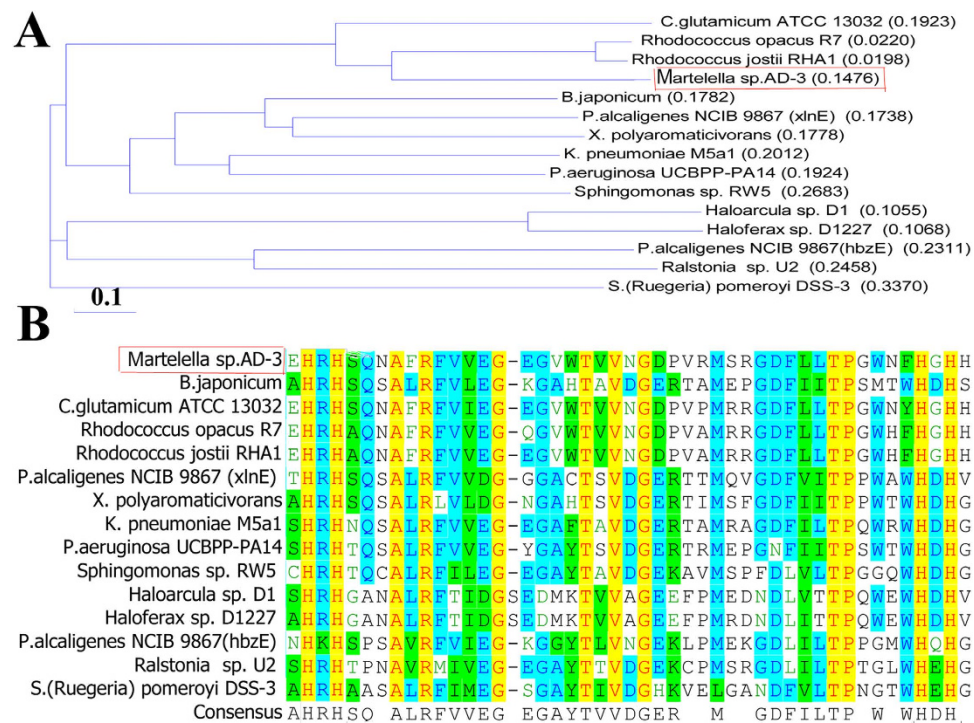 A
C.glutamicum ATCC 13032 (0.1923)
Rhodococcus opacus R7 (0.0220)
Rhodococcus jostii RHA1 (0.0198)
Martelella sp.AD-3 (0.1476)
B.japonicum (0.1782)
P.alcaligenes NCIB 9867 (xlnE) (0.1738)
X. polyaromaticivorans (0.1778)
K. pneumoniae M5a1 (0.2012)
P.aeruginosa UCBPP-PA14 (0.1924)
Sphingomonas sp. RW5 (0.2683)
Haloarcula sp. D1 (0.1055)
Haloferax sp. D1227 (0.1068)
P.alcaligenes NCIB 9867(hbzE) (0.2311)
Ralstonia sp. U2 (0.2458)
S.(Ruegeria) pomeroyi DSS-3 (0.3370)
0.1
B
Martelella sp.AD-3 EHRHSQNAFRFVVEG-EGVWTVVNGDPVRMSRGDFLLTPGWNFHGHH
B.japonicum AHRHSQSALRFVLEG-KGAHTAVDGERTAMEPGDFIITPSMTWHDHS
C.glutamicum ATCC 13032 EHRHSQNAFRFVIEG-EGVWTVVNGDPVPMRRGDFLLTPGWNYHGHH
Rhodococcus opacus R7 EHRHAQNAFRFVVEG-QGVWTVVNGDPVAMRRGDFLLTPGWHFHGHH
Rhodococcus jostii RHA1 EHRHAQNAFRFVVEG-EGVWTVVNGDPVAMRRGDFLLTPGWHFHGHH
P.alcaligenes NCIB 9867 (xlnE) THRHSQSALRFVVDG-GGACTSVDGERTTMQVGDFVITPPWAWHDHV
X. polyaromaticivorans AHRHSQSALRLVLDG-NGAHTSVDGERTIMSFGDFIITPPWTWHDHV
K. pneumoniae M5a1 SHRHNQSALRFVVEG-EGAFTAVDGERTAMRAGDFILTPQWRWHDHG
P.aeruginosa UCBPP-PA14 SHRHTQSALRFVVEG-YGAYTSVDGERTRMEPGNFIITPSWTWHDHG
Sphingomonas sp. RW5 CHRHTQCALRFILEG-EGAYTAVDGEKAVMSPFDLVLTPGGQWHDHG
Haloarcula sp. D1 SHRHGANALRFTIDGSEDMKTVVAGEEFPMEDNDLVTTPQWEWHDHV
Haloferax sp. D1227 SHRHGANALRFTIDGSEDMKTVVAGEEFPMRDNDLITTPQWEWHDHV
P.alcaligenes NCIB 9867(hbzE) NHKHSPSAVRFVIEG-KGGYTLVNGEKLPMEKGDLILTPGMWHQHG
Ralstonia sp. U2 SHRHTPNAVRMIVEG-EGAYTTVDGEKCPMSRGDLILTPTGLWHEHG
S.(Ruegeria) pomeroyi DSS-3 AHRHAASALRFIMEG-SGAYTIVDGHKVELGANDFVLTPNGTWHEHG
Consensus AHRHSQ ALRFVVEG EGAYTVVDGER M GDFILTP WWHDH